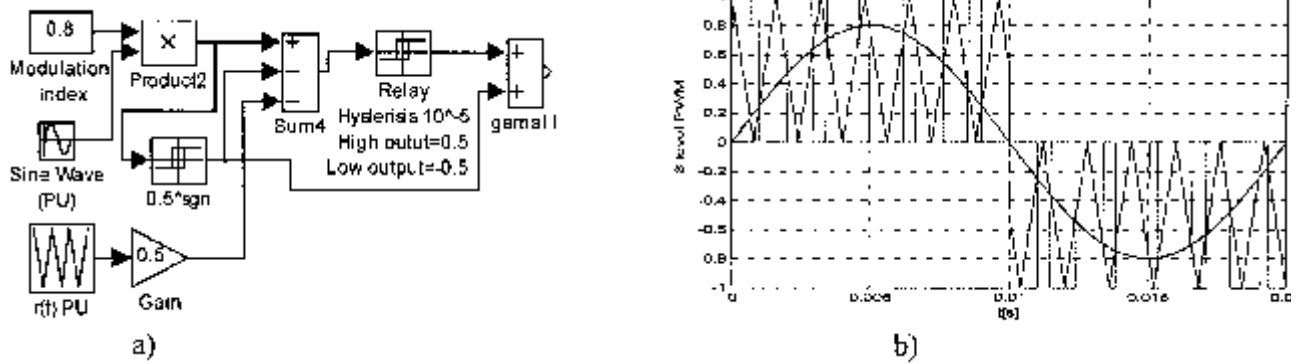 0.8
Modulation
index
×
Product2
Sine Wave
(PU)
0.5*sgn
r(t) PU
0.5
Gain
+
−
−
Sum4
Relay
Hysterisis 10^-5
High outut=0.5
Low output=-0.5
+
+
a)
0.8
0.6
0.4
0.2
0
-0.2
-0.4
-0.6
0.8
-1
level PWM
0
0.005
0.015
t[s]
b)